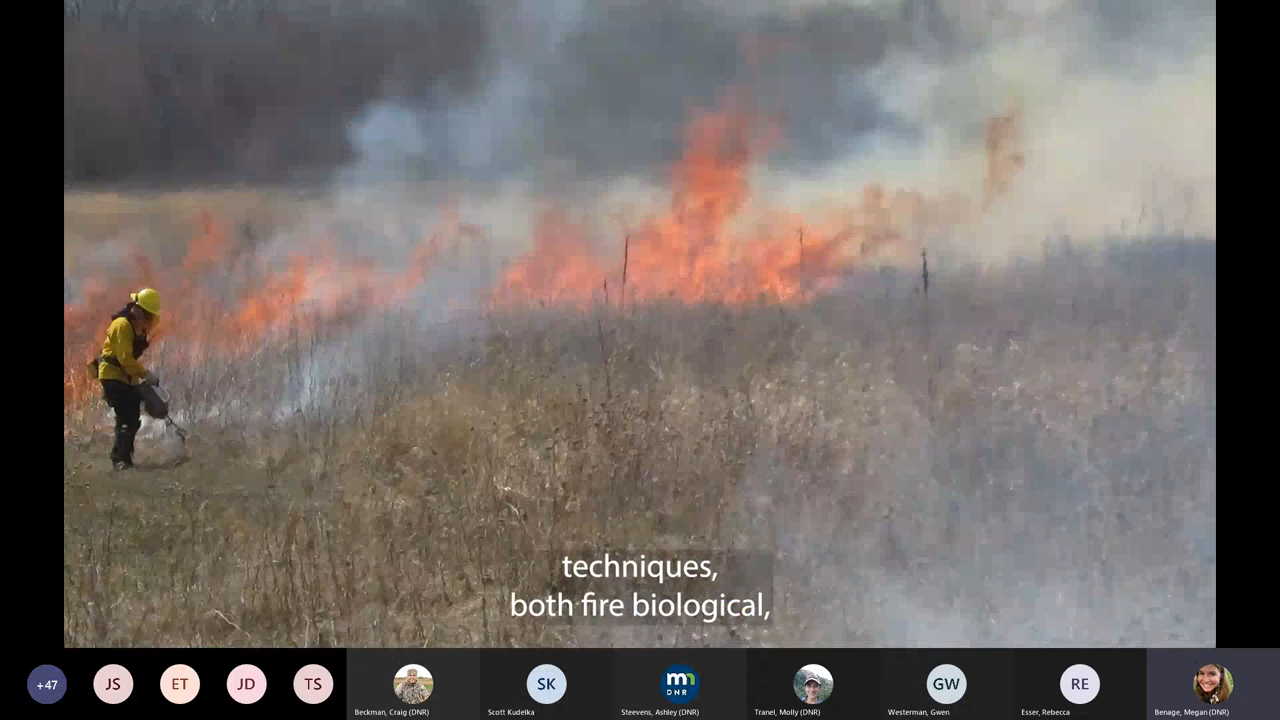 techniques,
both fire biological,
+47
JS
ET
JD
TS
SK
mn
DNR
GW
RE
Beckman, Craig (DNR)
Scott Kudelka
Steevens, Ashley (DNR)
Tranel, Molly (DNR)
Westerman, Gwen
Esser, Rebecca
Benage, Megan (DNR)